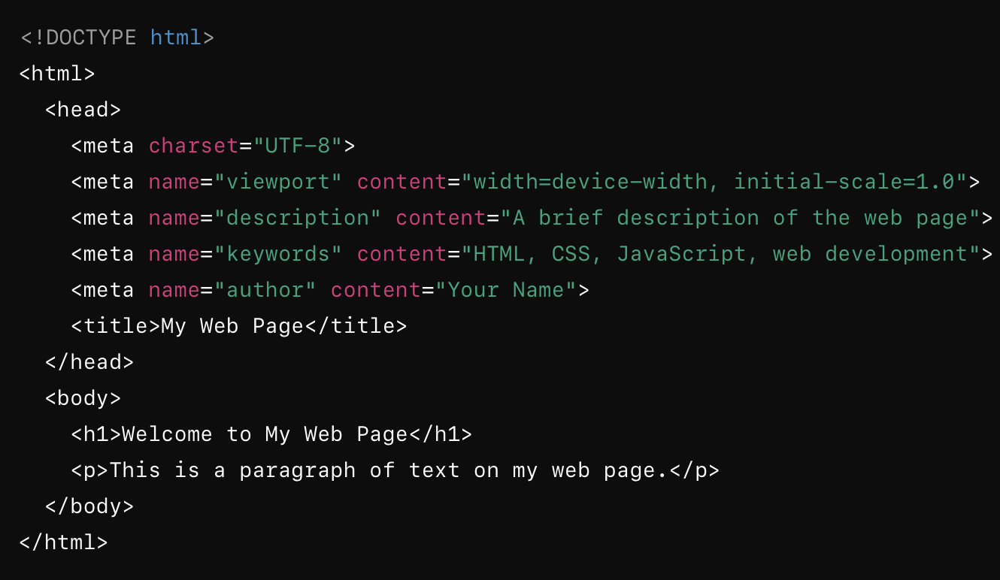 <!DOCTYPE html>
<html>
  <head>
    <meta charset="UTF-8">
    <meta name="viewport" content="width=device-width, initial-scale=1.0">
    <meta name="description" content="A brief description of the web page">
    <meta name="keywords" content="HTML, CSS, JavaScript, web development">
    <meta name="author" content="Your Name">
    <title>My Web Page</title>
  </head>
  <body>
    <h1>Welcome to My Web Page</h1>
    <p>This is a paragraph of text on my web page.</p>
  </body>
</html>